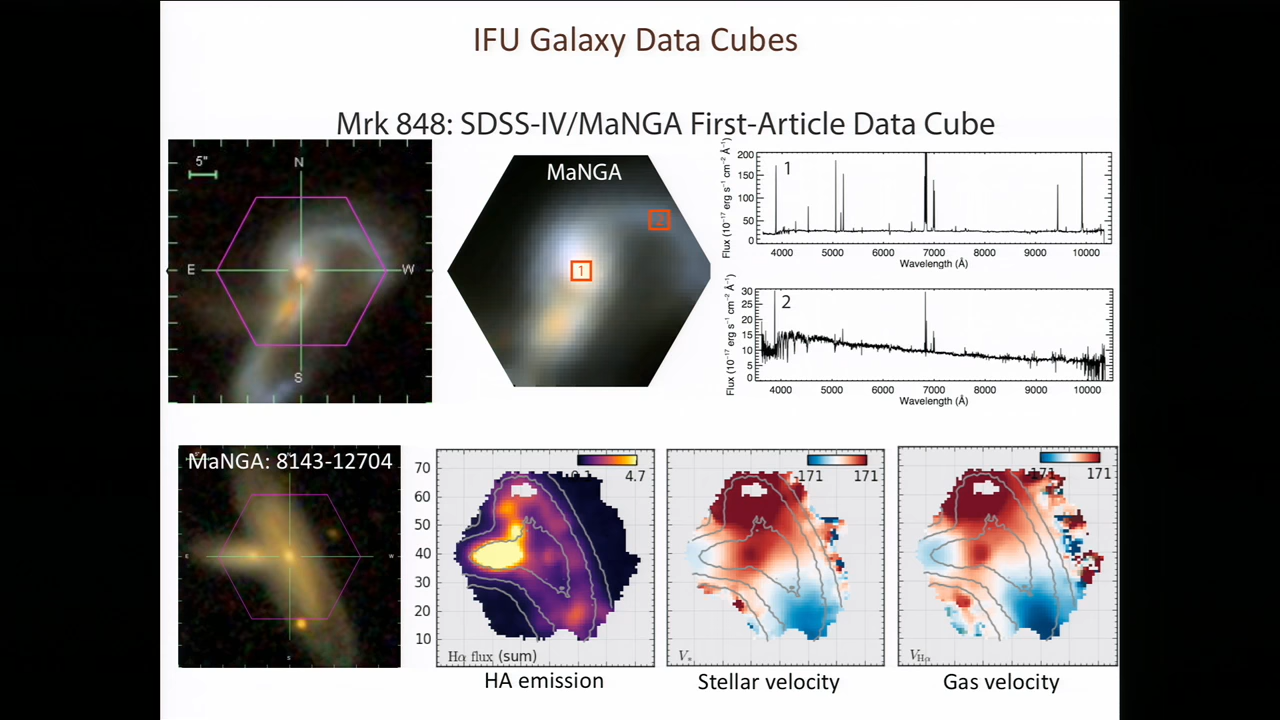 IFU Galaxy Data Cubes
Mrk 848: SDSS-IV/MaNGA First-Article Data Cube
5"
N
E
W
S
MaNGA
1
2
1
200
150
100
50
0
Flux (10⁻¹⁷ erg s⁻¹ cm⁻² Å⁻¹)
4000 5000 6000 7000 8000 9000 10000
Wavelength (Å)
2
30
25
20
15
10
5
0
Flux (10⁻¹⁷ erg s⁻¹ cm⁻² Å⁻¹)
4000 5000 6000 7000 8000 9000 10000
Wavelength (Å)
MaNGA: 8143-12704
E
W
S
70
60
50
40
30
20
10
4.7
Hα flux (sum)
HA emission
-171 171
V*
Stellar velocity
171
VHα
Gas velocity